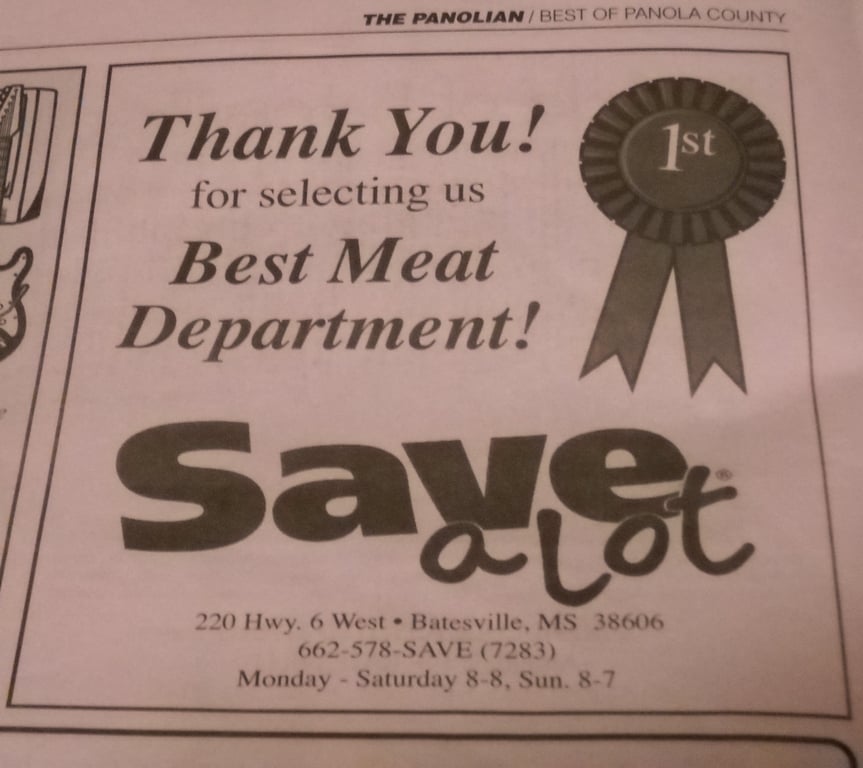 THE PANOLIAN / BEST OF PANOLA COUNTY
Thank You!
for selecting us
Best Meat
Department!
1st
Save
a lot®
220 Hwy. 6 West • Batesville, MS 38606
662-578-SAVE (7283)
Monday - Saturday 8-8, Sun. 8-7